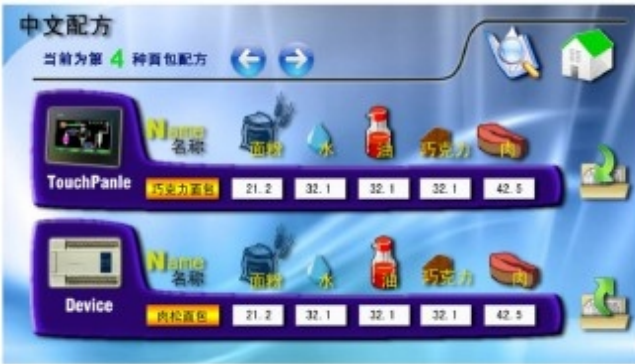 中文配方
当前为第 4 种面包配方
Name
名称 面粉 水 油 巧克力 肉
TouchPanle 巧克力面包 21.2 32.1 32.1 32.1 42.5
Name
名称 面粉 水 油 巧克力 肉
Device 肉松面包 21.2 32.1 32.1 32.1 42.5